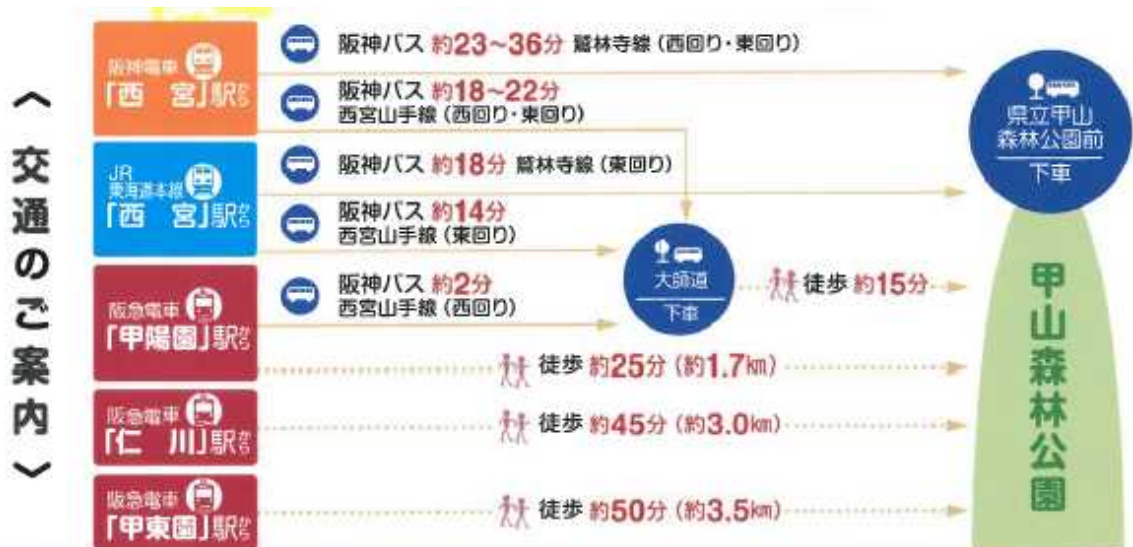 〈交通のご案内〉
阪神電車
「西 宮」駅から
阪神バス 約23~36分 鷲林寺線(西回り・東回り)
阪神バス 約18~22分
西宮山手線(西回り・東回り)
JR
東海道本線
「西 宮」駅から
阪神バス 約18分 鷲林寺線(東回り)
阪神バス 約14分
西宮山手線(東回り)
阪急電車
「甲陽園」駅から
阪神バス 約2分
西宮山手線(西回り)
大師道
下車
徒歩 約15分
徒歩 約25分(約1.7km)
阪急電車
「仁 川」駅から
徒歩 約45分(約3.0km)
阪急電車
「甲東園」駅から
徒歩 約50分(約3.5km)
県立甲山
森林公園前
下車
甲山森林公園